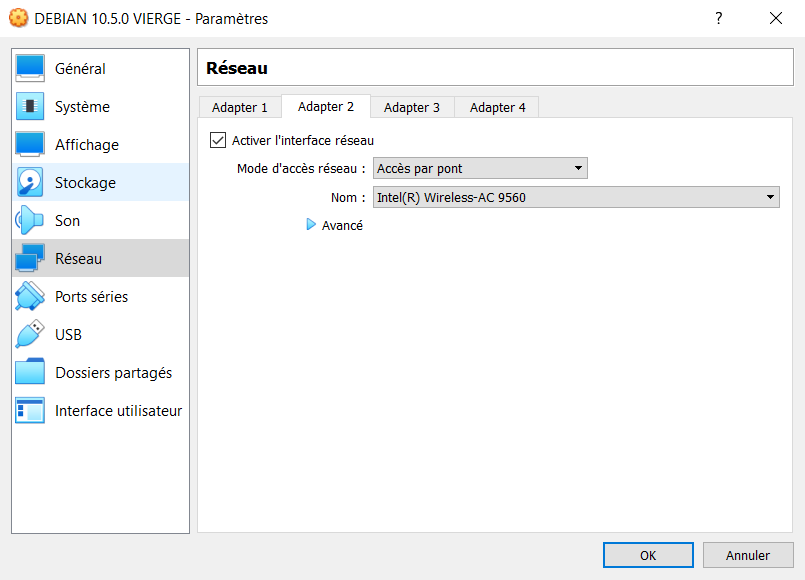 DEBIAN 10.5.0 VIERGE - Paramètres
?
Général
Système
Affichage
Stockage
Son
Réseau
Ports séries
USB
Dossiers partagés
Interface utilisateur
Réseau
Adapter 1 Adapter 2 Adapter 3 Adapter 4
Activer l'interface réseau
Mode d'accès réseau : Accès par pont
Nom : Intel(R) Wireless-AC 9560
Avancé
OK Annuler